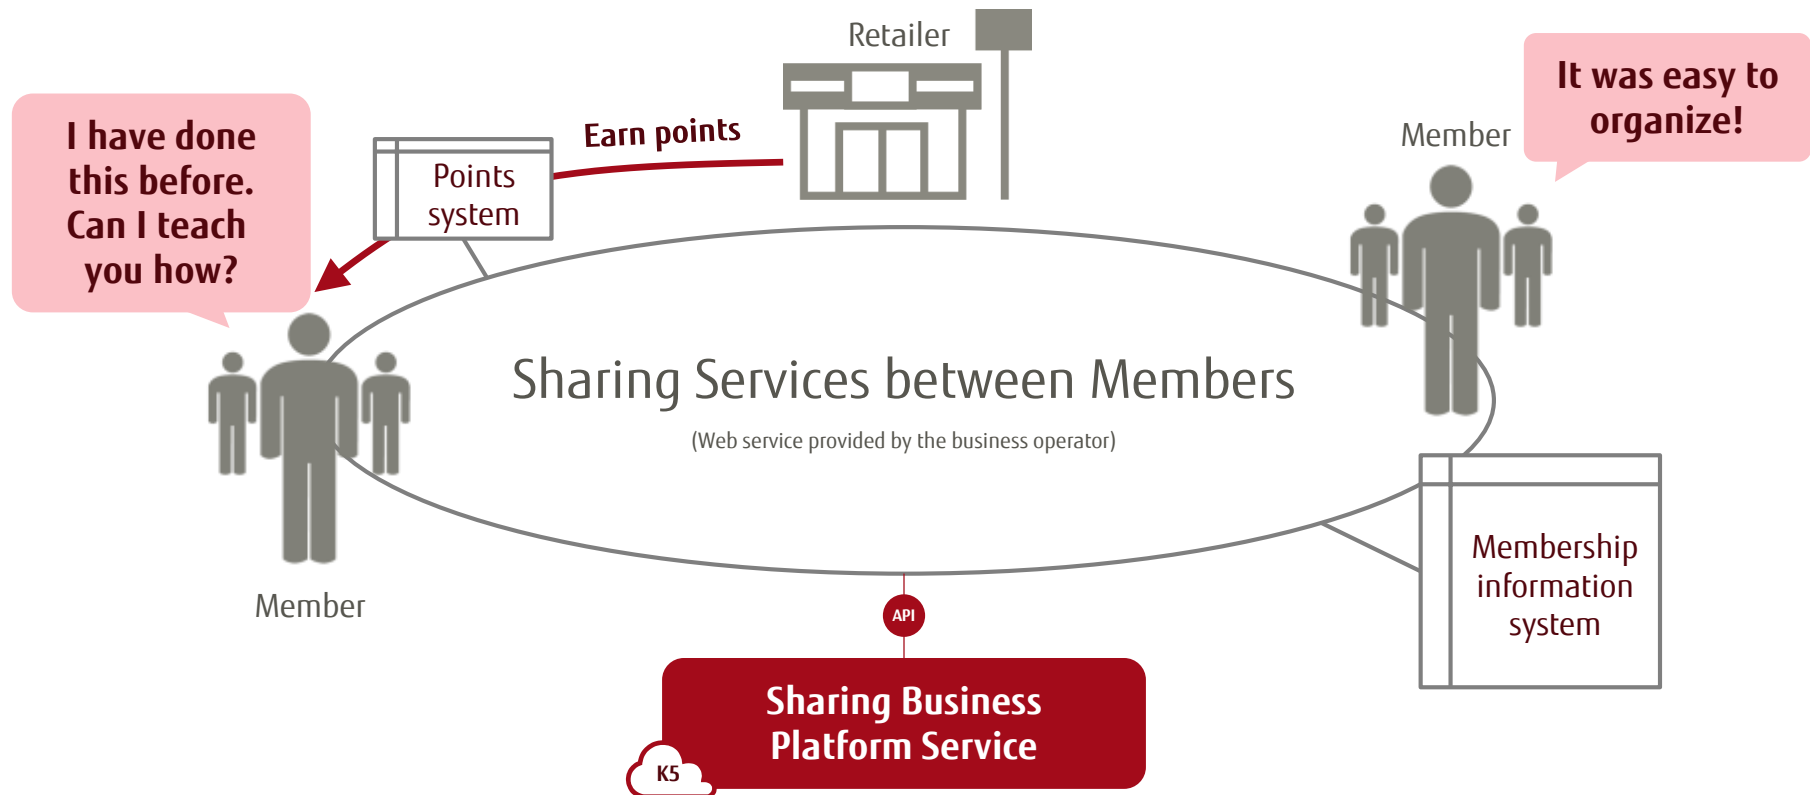 Retailer
It was easy to
organize!
I have done
this before.
Can I teach
you how?
Earn points
Member
Points
system
Sharing Services between Members
(Web service provided by the business operator)
Membership
information
system
Member
API
Sharing Business
Platform Service
K5